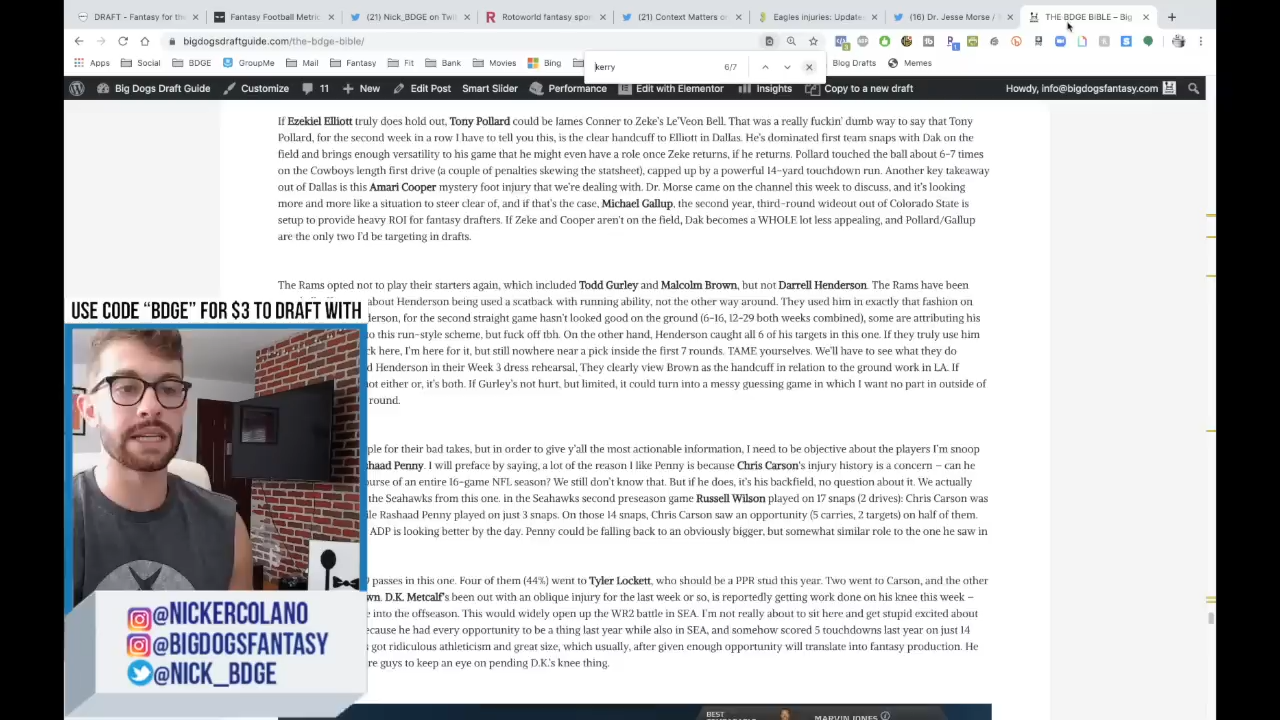 DRAFT - Fantasy for the
Fantasy Football Metric
(21) Nick_BDGE on Twi
Rotoworld fantasy spo
(21) Context Matters o
Eagles injuries: Update
(16) Dr. Jesse Morse / 
THE BDGE BIBLE – Big
bigdogsdraftguide.com/the-bdge-bible/
kerry
6/7
Apps
Social
BDGE
GroupMe
Mail
Fantasy
Fitt
Bank
Movies
Bing
Blog Drafts
Memes
Big Dogs Draft Guide
Customize
11
New
Edit Post
Smart Slider
Performance
Edit with Elementor
Insights
Copy to a new draft
Howdy, info@bigdogsfantasy.com
If Ezekiel Elliott truly does hold out, Tony Pollard could be James Conner to Zeke's Le'Veon Bell. That was a really fuckin' dumb way to say that Tony
Pollard, for the second week in a row I have to tell you this, is the clear handcuff to Elliott in Dallas. He's dominated first team snaps with Dak on the
field and brings enough versatility to his game that he might even have a role once Zeke returns, if he returns. Pollard touched the ball about 6-7 times
on the Cowboys length first drive (a couple of penalties skewing the statsheet), capped up by a powerful 14-yard touchdown run. Another key takeaway
out of Dallas is this Amari Cooper mystery foot injury that we're dealing with. Dr. Morse came on the channel this week to discuss, and it's looking
more and more like a situation to steer clear of, and if that's the case, Michael Gallup, the second year, third-round wideout out of Colorado State is
setup to provide heavy ROI for fantasy drafters. If Zeke and Cooper aren't on the field, Dak becomes a WHOLE lot less appealing, and Pollard/Gallup
are the only two I'd be targeting in drafts.
The Rams opted not to play their starters again, which included Todd Gurley and Malcolm Brown, but not Darrell Henderson. The Rams have been
about Henderson being used a scatback with running ability, not the other way around. They used him in exactly that fashion on
derson, for the second straight game hasn't looked good on the ground (6-16, 12-29 both weeks combined), some are attributing his
to this run-style scheme, but fuck off tbh. On the other hand, Henderson caught all 6 of his targets in this one. If they truly use him
ck here, I'm here for it, but still nowhere near a pick inside the first 7 rounds. TAME yourselves. We'll have to see what they do
d Henderson in their Week 3 dress rehearsal, They clearly view Brown as the handcuff in relation to the ground work in LA. If
not either or, it's both. If Gurley's not hurt, but limited, it could turn into a messy guessing game in which I want no part in outside of
round.
ple for their bad takes, but in order to give y'all the most actionable information, I need to be objective about the players I'm snoop
haad Penny. I will preface by saying, a lot of the reason I like Penny is because Chris Carson's injury history is a concern – can he
ourse of an entire 16-game NFL season? We still don't know that. But if he does, it's his backfield, no question about it. We actually
the Seahawks from this one. in the Seahawks second preseason game Russell Wilson played on 17 snaps (2 drives): Chris Carson was
ile Rashaad Penny played on just 3 snaps. On those 14 snaps, Chris Carson saw an opportunity (5 carries, 2 targets) on half of them.
ADP is looking better by the day. Penny could be falling back to an obviously bigger, but somewhat similar role to the one he saw in
passes in this one. Four of them (44%) went to Tyler Lockett, who should be a PPR stud this year. Two went to Carson, and the other
wn. D.K. Metcalf's been out with an oblique injury for the last week or so, is reportedly getting work done on his knee this week –
e into the offseason. This would widely open up the WR2 battle in SEA. I'm not really about to sit here and get stupid excited about
ecause he had every opportunity to be a thing last year while also in SEA, and somehow scored 5 touchdowns last year on just 14
got ridiculous athleticism and great size, which usually, after given enough opportunity will translate into fantasy production. He
re guys to keep an eye on pending D.K.'s knee thing.
USE CODE "BDGE" FOR $3 TO DRAFT WITH
@NICKERCOLANO
@BIGDOGSFANTASY
@NICK_BDGE
BEST
MARVIN JONES